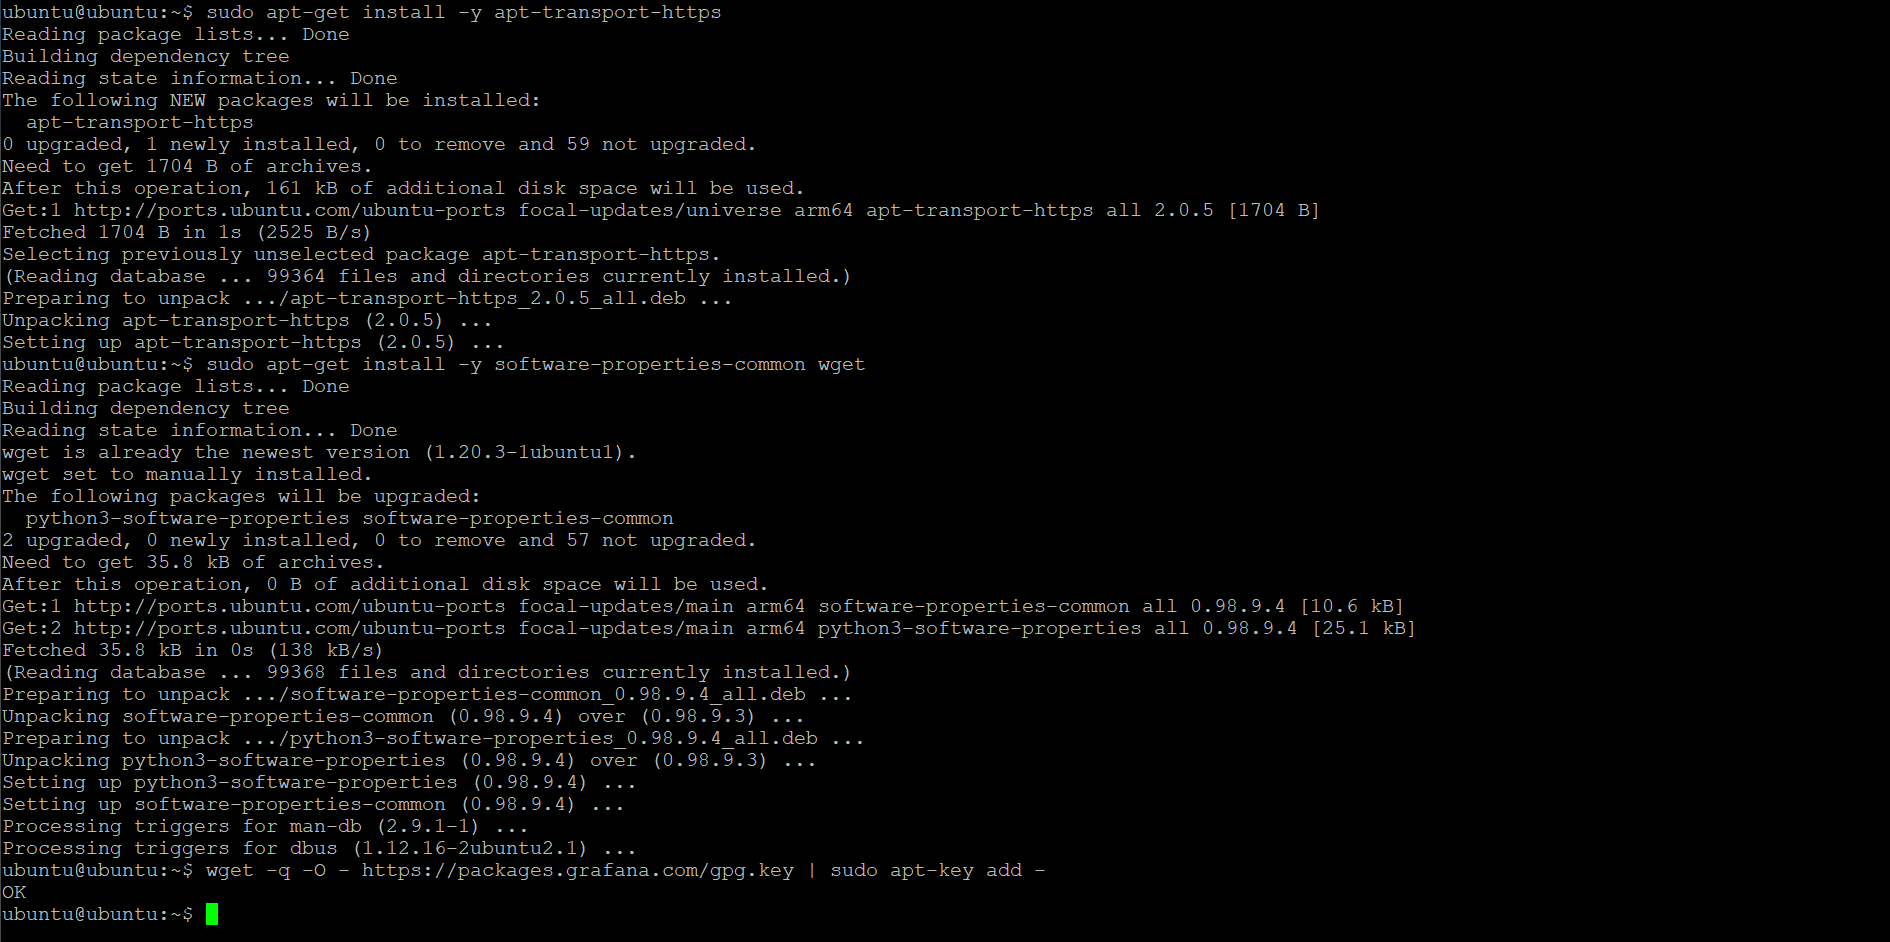 ubuntu@ubuntu:~$ sudo apt-get install -y apt-transport-https
Reading package lists... Done
Building dependency tree
Reading state information... Done
The following NEW packages will be installed:
  apt-transport-https
0 upgraded, 1 newly installed, 0 to remove and 59 not upgraded.
Need to get 1704 B of archives.
After this operation, 161 kB of additional disk space will be used.
Get:1 http://ports.ubuntu.com/ubuntu-ports focal-updates/universe arm64 apt-transport-https all 2.0.5 [1704 B]
Fetched 1704 B in 1s (2525 B/s)
Selecting previously unselected package apt-transport-https.
(Reading database ... 99364 files and directories currently installed.)
Preparing to unpack .../apt-transport-https_2.0.5_all.deb ...
Unpacking apt-transport-https (2.0.5) ...
Setting up apt-transport-https (2.0.5) ...
ubuntu@ubuntu:~$ sudo apt-get install -y software-properties-common wget
Reading package lists... Done
Building dependency tree
Reading state information... Done
wget is already the newest version (1.20.3-1ubuntu1).
wget set to manually installed.
The following packages will be upgraded:
  python3-software-properties software-properties-common
2 upgraded, 0 newly installed, 0 to remove and 57 not upgraded.
Need to get 35.8 kB of archives.
After this operation, 0 B of additional disk space will be used.
Get:1 http://ports.ubuntu.com/ubuntu-ports focal-updates/main arm64 software-properties-common all 0.98.9.4 [10.6 kB]
Get:2 http://ports.ubuntu.com/ubuntu-ports focal-updates/main arm64 python3-software-properties all 0.98.9.4 [25.1 kB]
Fetched 35.8 kB in 0s (138 kB/s)
(Reading database ... 99368 files and directories currently installed.)
Preparing to unpack .../software-properties-common_0.98.9.4_all.deb ...
Unpacking software-properties-common (0.98.9.4) over (0.98.9.3) ...
Preparing to unpack .../python3-software-properties_0.98.9.4_all.deb ...
Unpacking python3-software-properties (0.98.9.4) over (0.98.9.3) ...
Setting up python3-software-properties (0.98.9.4) ...
Setting up software-properties-common (0.98.9.4) ...
Processing triggers for man-db (2.9.1-1) ...
Processing triggers for dbus (1.12.16-2ubuntu2.1) ...
ubuntu@ubuntu:~$ wget -q -O - https://packages.grafana.com/gpg.key | sudo apt-key add -
OK
ubuntu@ubuntu:~$